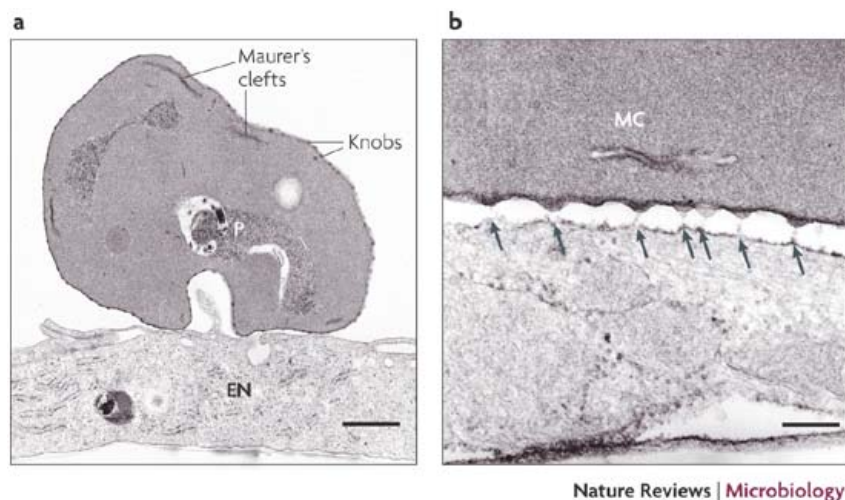 a
Maurer's
clefts
Knobs
P
EN
b
MC
Nature Reviews | Microbiology